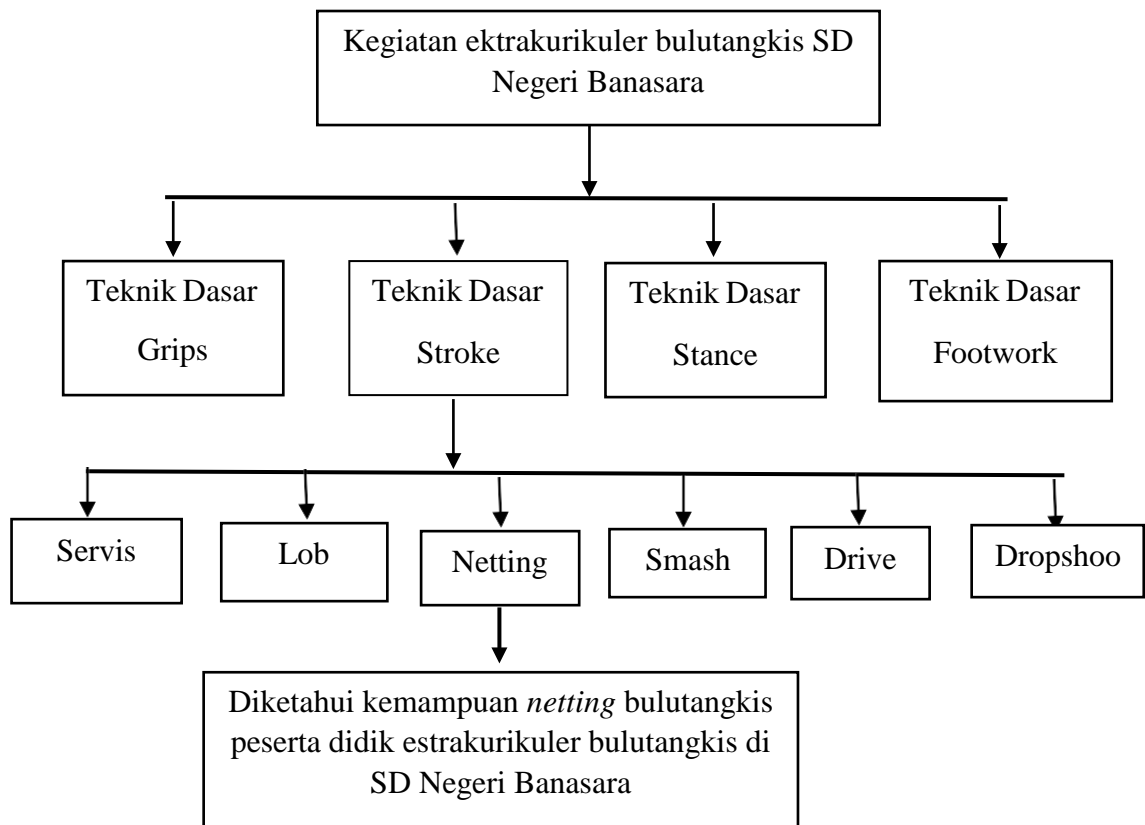 Kegiatan ektrakurikuler bulutangkis SD
Negeri Banasara
Teknik Dasar
Grips
Teknik Dasar
Stroke
Teknik Dasar
Stance
Teknik Dasar
Footwork
Servis
Lob
Netting
Smash
Drive
Dropshoo
Diketahui kemampuan netting bulutangkis
peserta didik estrakurikuler bulutangkis di
SD Negeri Banasara